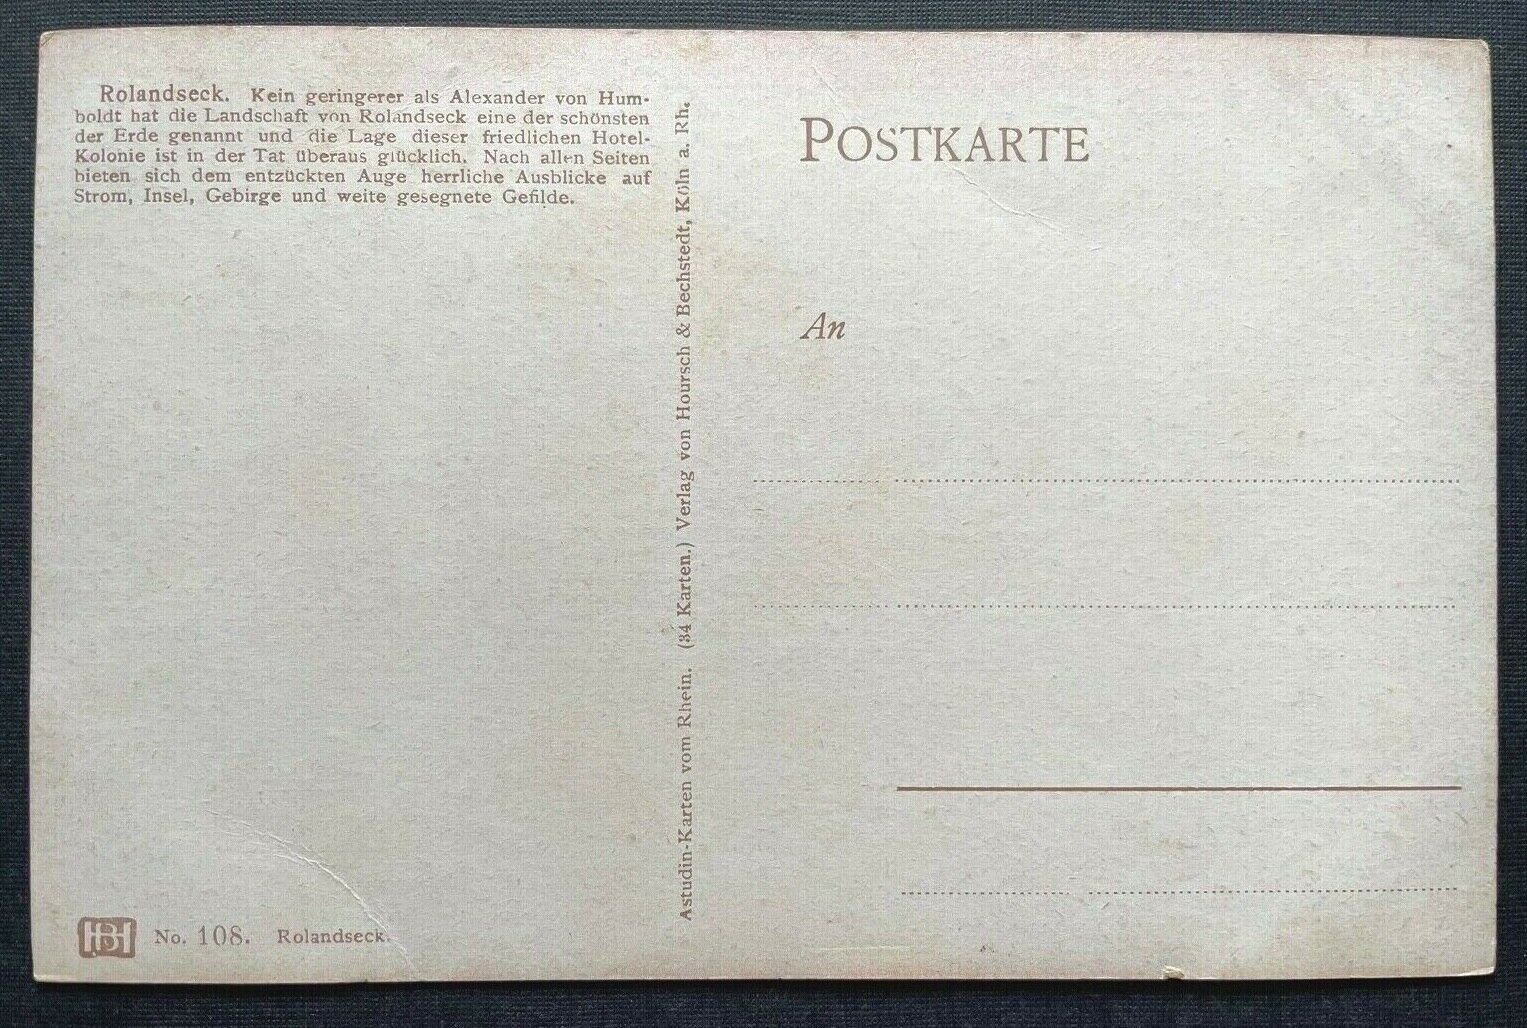 Rolandseck. Kein geringerer als Alexander von Hum-
boldt hat die Landschaft von Rolandseck eine der schönsten
der Erde genannt und die Lage dieser friedlichen Hotel-
Kolonie ist in der Tat überaus glücklich. Nach allen Seiten
bieten sich dem entzückten Auge herrliche Ausblicke auf
Strom, Insel, Gebirge und weite gesegnete Gefilde.
Astudin-Karten vom Rhein. (34 Karten.) Verlag von Hoursch & Bechstedt, Köln a. Rh.
POSTKARTE
An
HB No. 108. Rolandseck.